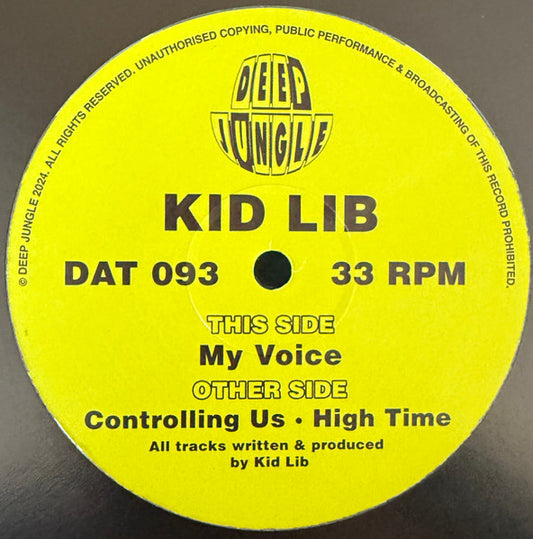 © DEEP JUNGLE 2024. ALL RIGHTS RESERVED. UNAUTHORISED COPYING, PUBLIC PERFORMANCE & BROADCASTING OF THIS RECORD PROHIBITED.
DEEP
JUNGLE
KID LIB
DAT 093 33 RPM
THIS SIDE
My Voice
OTHER SIDE
Controlling Us • High Time
All tracks written & produced
by Kid Lib